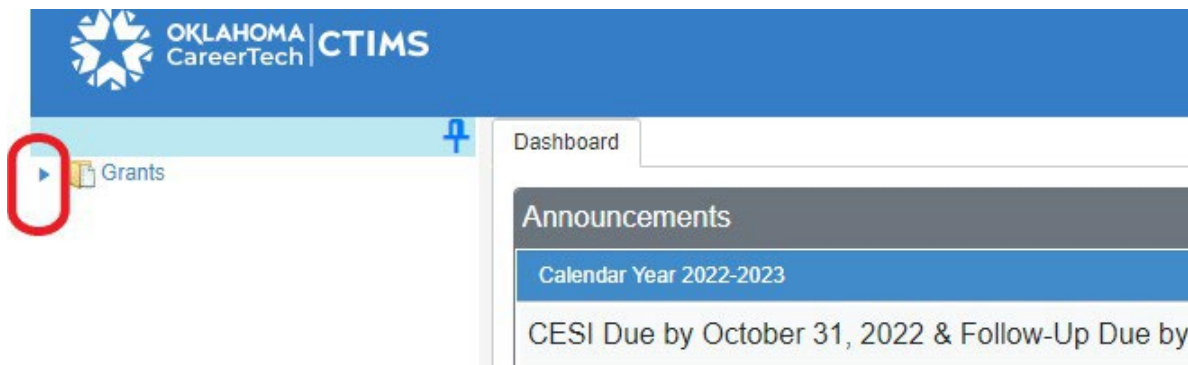 OKLAHOMA
CareerTech
CTIMS
Grants
Dashboard
Announcements
Calendar Year 2022-2023
CESI Due by October 31, 2022 & Follow-Up Due by